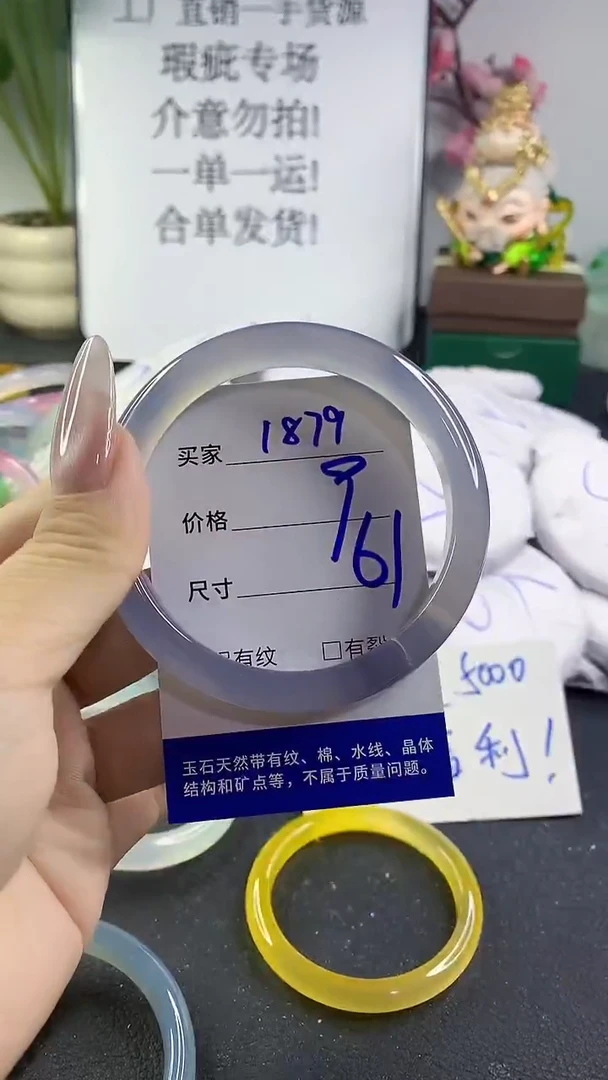 工厂直销一手货源
瑕疵专场
介意勿拍!
一单一运!
合单发货!
买家 1879
价格 9
尺寸 61
有纹 □有裂
玉石天然带有纹、棉、水线、晶体
结构和矿点等，不属于质量问题。
5000
利！